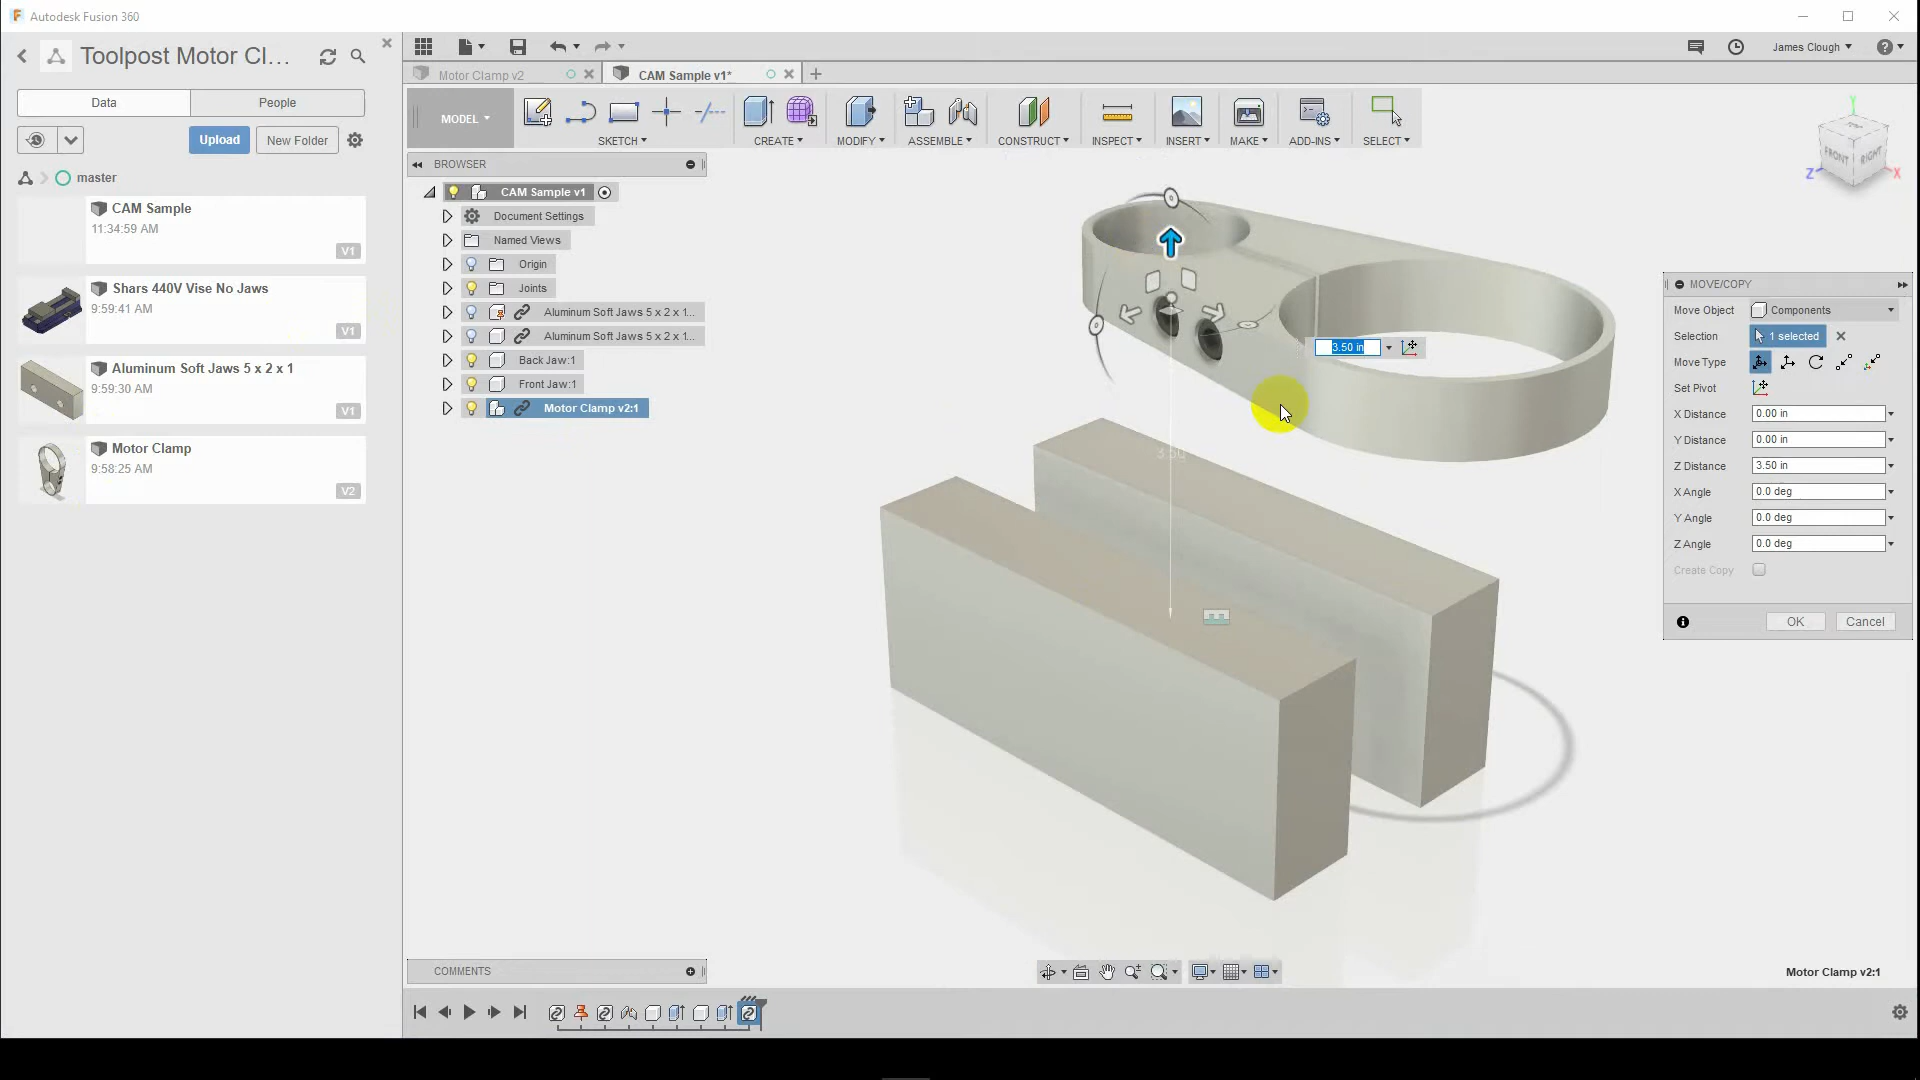 Autodesk Fusion 360
Toolpost Motor Cl...
James Clough
Motor Clamp v2
CAM Sample v1*
Data
People
MODEL
SKETCH
CREATE
MODIFY
ASSEMBLE
CONSTRUCT
INSPECT
INSERT
MAKE
ADD-INS
SELECT
Upload
New Folder
master
BROWSER
CAM Sample v1
Document Settings
Named Views
Origin
Joints
Aluminum Soft Jaws 5 x 2 x 1...
Aluminum Soft Jaws 5 x 2 x 1...
Back Jaw:1
Front Jaw:1
Motor Clamp v2:1
CAM Sample
11:34:59 AM
V1
Shars 440V Vise No Jaws
9:59:41 AM
V1
Aluminum Soft Jaws 5 x 2 x 1
9:59:30 AM
V1
Motor Clamp
9:58:25 AM
V2
Y
FRONT
RIGHT
Z
X
3.50 in
3.50
MOVE/COPY
Move Object
Components
Selection
1 selected
Move Type
Set Pivot
X Distance
0.00 in
Y Distance
0.00 in
Z Distance
3.50 in
X Angle
0.0 deg
Y Angle
0.0 deg
Z Angle
0.0 deg
Create Copy
OK
Cancel
COMMENTS
Motor Clamp v2:1